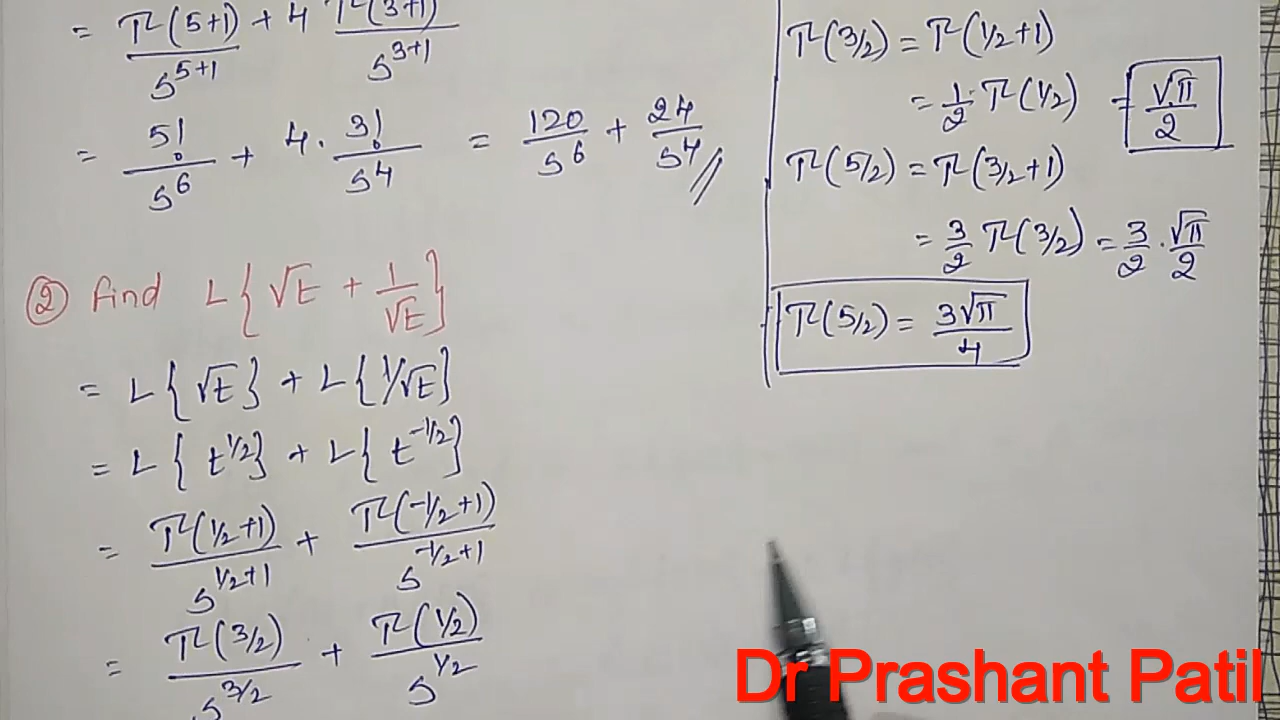 = Γ(5+1)/s^{5+1} + 4 Γ(3+1)/s^{3+1}
= 5!/s^6 + 4 · 3!/s^4 = 120/s^6 + 24/s^4 //
② Find L{√t + 1/√t}
= L{√t} + L{1/√t}
= L{t^{1/2}} + L{t^{-1/2}}
= Γ(1/2+1)/s^{1/2+1} + Γ(-1/2+1)/s^{-1/2+1}
= Γ(3/2)/s^{3/2} + Γ(1/2)/s^{1/2}
Γ(3/2) = Γ(1/2+1)
= 1/2 · Γ(1/2) = √π/2
Γ(5/2) = Γ(3/2+1)
= 3/2 Γ(3/2) = 3/2 · √π/2
Γ(5/2) = 3√π/4
Dr Prashant Patil